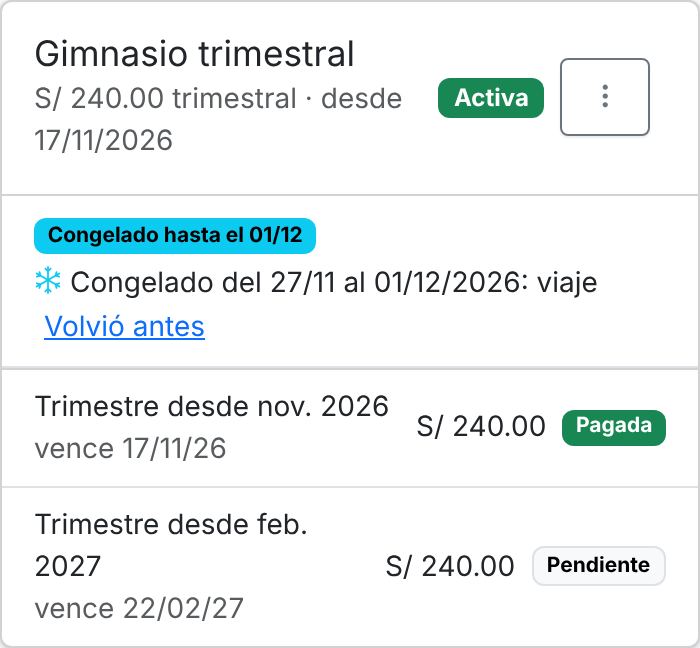 Gimnasio trimestral
S/ 240.00 trimestral · desde
17/11/2026
Activa
Congelado hasta el 01/12
Congelado del 27/11 al 01/12/2026: viaje
Volvió antes
Trimestre desde nov. 2026
vence 17/11/26
S/ 240.00
Pagada
Trimestre desde feb.
2027
vence 22/02/27
S/ 240.00
Pendiente